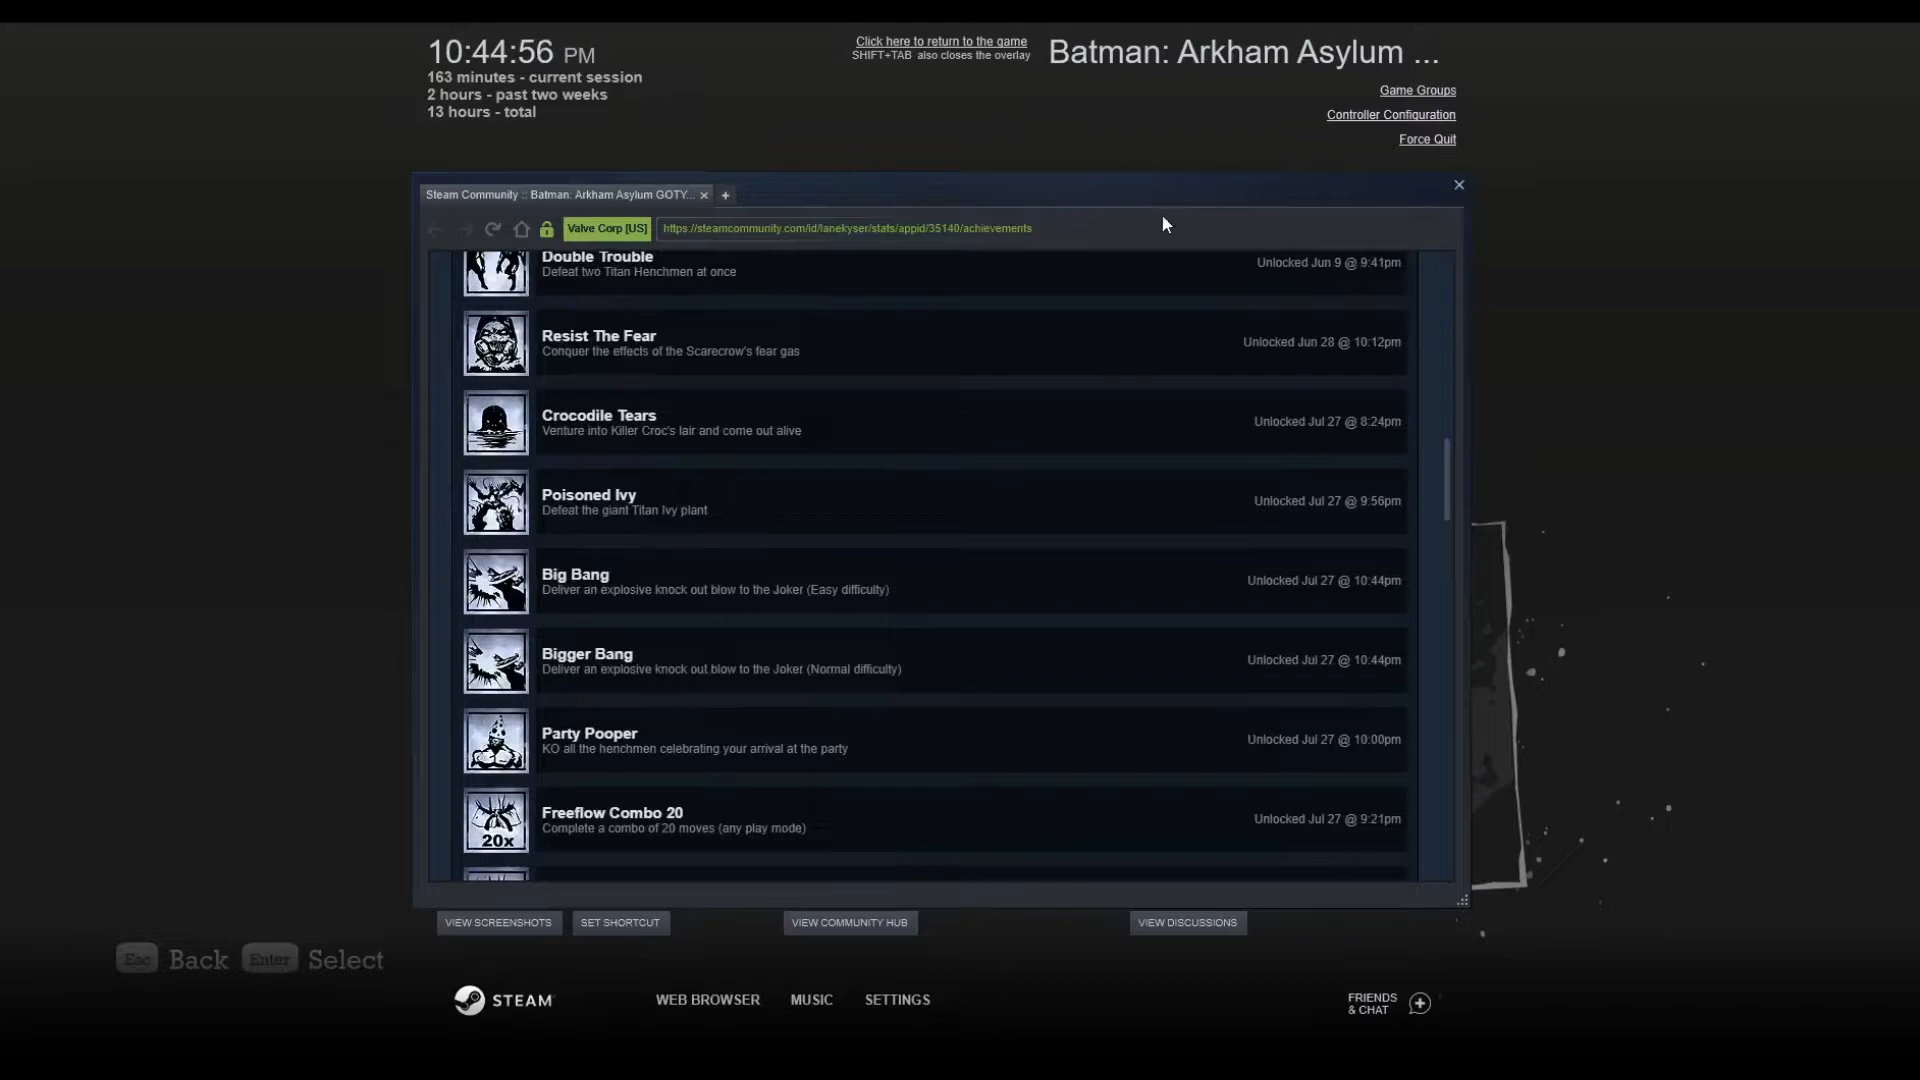 10:44:56 PM
163 minutes - current session
2 hours - past two weeks
13 hours - total
Click here to return to the game
SHIFT+TAB also closes the overlay
Batman: Arkham Asylum ...
Game Groups
Controller Configuration
Force Quit
Steam Community :: Batman: Arkham Asylum GOTY... × +
Valve Corp [US] https://steamcommunity.com/id/lanekyser/stats/appid/35140/achievements
Double Trouble
Defeat two Titan Henchmen at once
Unlocked Jun 9 @ 9:41pm
Resist The Fear
Conquer the effects of the Scarecrow's fear gas
Unlocked Jun 28 @ 10:12pm
Crocodile Tears
Venture into Killer Croc's lair and come out alive
Unlocked Jul 27 @ 8:24pm
Poisoned Ivy
Defeat the giant Titan Ivy plant
Unlocked Jul 27 @ 9:56pm
Big Bang
Deliver an explosive knock out blow to the Joker (Easy difficulty)
Unlocked Jul 27 @ 10:44pm
Bigger Bang
Deliver an explosive knock out blow to the Joker (Normal difficulty)
Unlocked Jul 27 @ 10:44pm
Party Pooper
KO all the henchmen celebrating your arrival at the party
Unlocked Jul 27 @ 10:00pm
20x
Freeflow Combo 20
Complete a combo of 20 moves (any play mode)
Unlocked Jul 27 @ 9:21pm
VIEW SCREENSHOTS SET SHORTCUT VIEW COMMUNITY HUB VIEW DISCUSSIONS
Esc Back Enter Select
STEAM WEB BROWSER MUSIC SETTINGS
FRIENDS
& CHAT